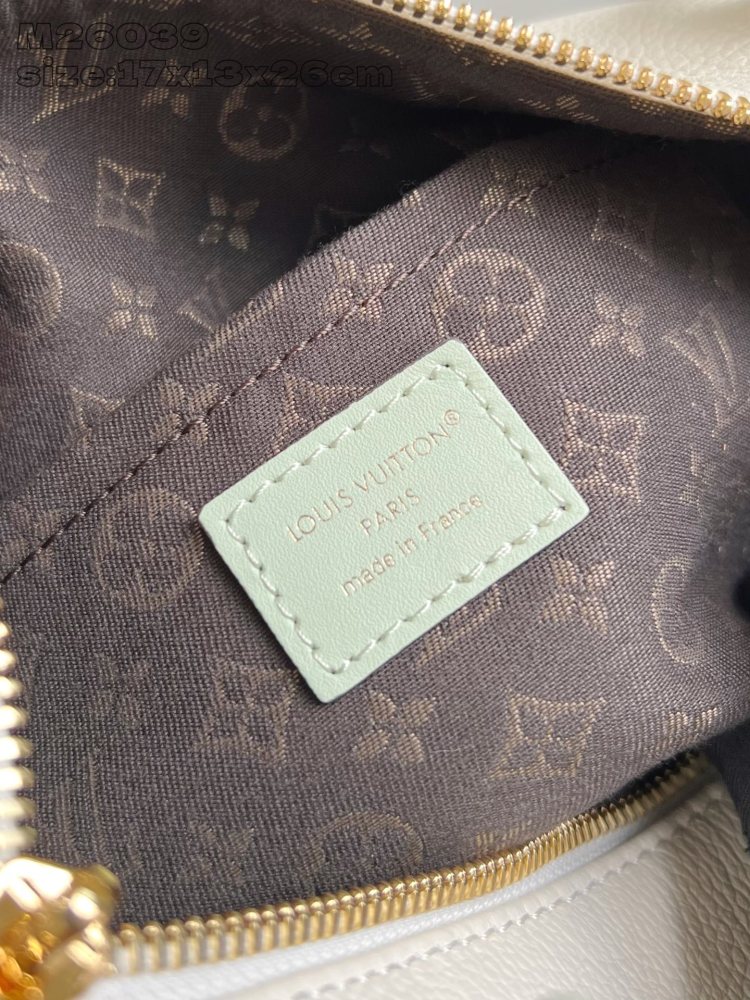 M26039
size:17x13x26cm
LOUIS VUITTON®
PARIS
made in France